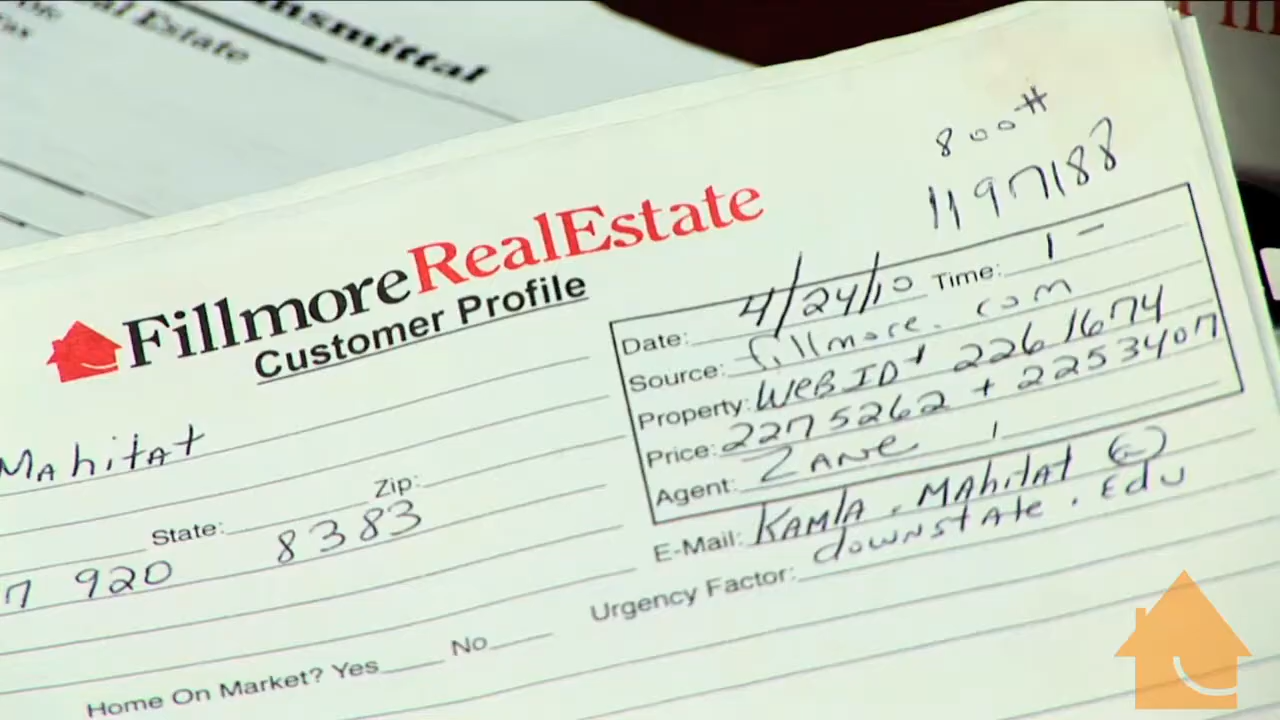 nsmittal
al Estate
800#
1197188
FillmoreRealEstate
Customer Profile
Date: 4/24/10 Time: 1 -
Source: fillmore.com
Property: WEB ID# 2261674
Price: 2275262 + 2253407
Agent: ZANE
E-Mail: KAMLA.MAHitAt @
downstAte.Edu
Urgency Factor:
MAhitAt
State: Zip:
7 920 8383
Home On Market? Yes No